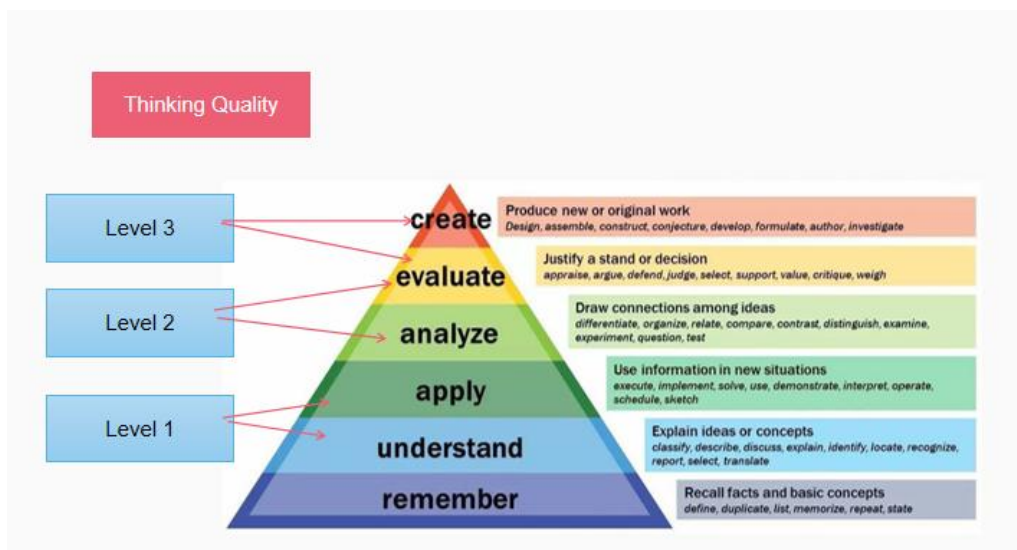 Thinking Quality
Level 3
Level 2
Level 1
create
Produce new or original work
Design, assemble, construct, conjecture, develop, formulate, author, investigate
evaluate
Justify a stand or decision
appraise, argue, defend, judge, select, support, value, critique, weigh
analyze
Draw connections among ideas
differentiate, organize, relate, compare, contrast, distinguish, examine,
experiment, question, test
apply
Use information in new situations
execute, implement, solve, use, demonstrate, interpret, operate,
schedule, sketch
understand
Explain ideas or concepts
classify, describe, discuss, explain, identify, locate, recognize,
report, select, translate
remember
Recall facts and basic concepts
define, duplicate, list, memorize, repeat, state